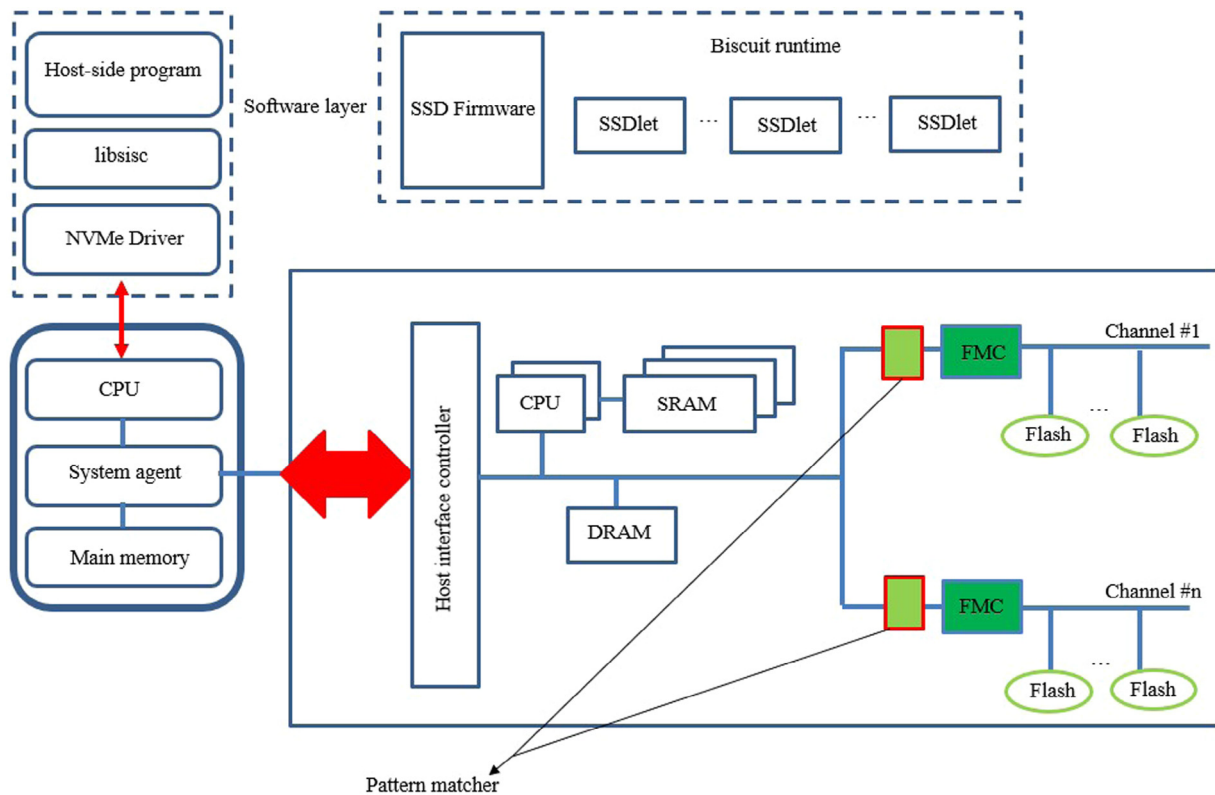 Host-side program
libsisc
NVMe Driver
Software layer
SSD Firmware
Biscuit runtime
SSDlet
...
SSDlet
...
SSDlet
CPU
System agent
Main memory
Host interface controller
CPU
SRAM
DRAM
FMC
Channel #1
Flash
...
Flash
FMC
Channel #n
Flash
...
Flash
Pattern matcher